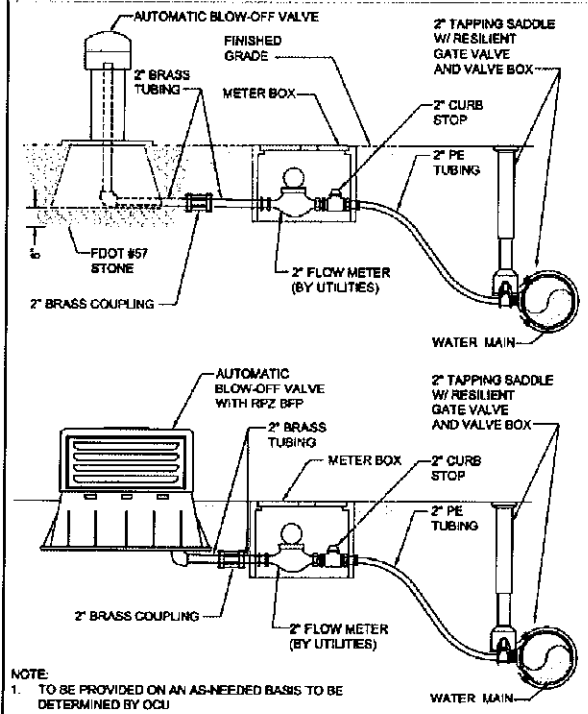 AUTOMATIC BLOW-OFF VALVE
2" BRASS
TUBING
FINISHED
GRADE
METER BOX
2" TAPPING SADDLE
W/ RESILIENT
GATE VALVE
AND VALVE BOX
2" CURB
STOP
2" PE
TUBING
6"
FDOT #57
STONE
2" BRASS COUPLING
2" FLOW METER
(BY UTILITIES)
WATER MAIN
AUTOMATIC
BLOW-OFF VALVE
WITH RPZ BFP
2" BRASS
TUBING
METER BOX
2" TAPPING SADDLE
W/ RESILIENT
GATE VALVE
AND VALVE BOX
2" CURB
STOP
2" PE
TUBING
2" BRASS COUPLING
2" FLOW METER
(BY UTILITIES)
WATER MAIN
NOTE:
1. TO BE PROVIDED ON AN AS-NEEDED BASIS TO BE
DETERMINED BY OCU